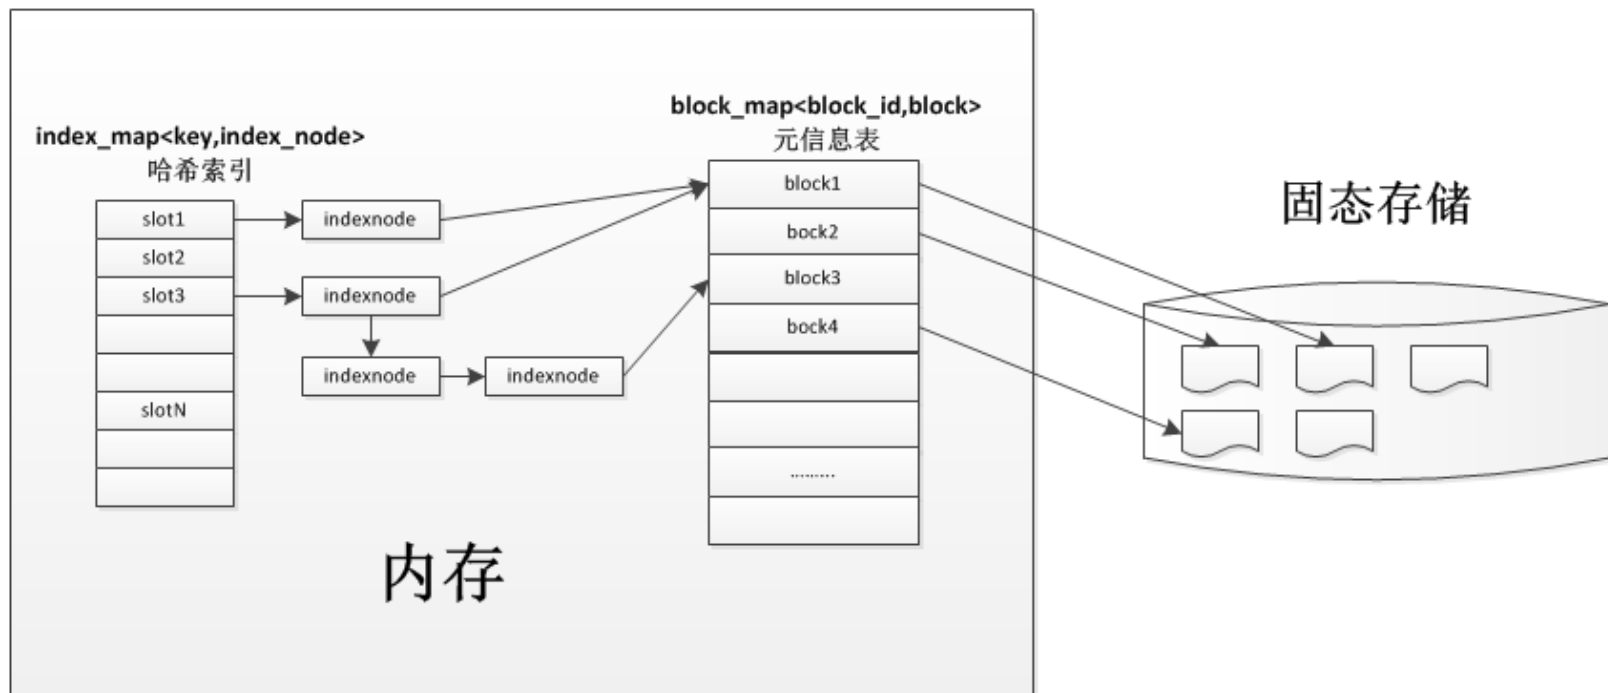 index_map<key,index_node>
哈希索引
slot1
slot2
slot3
slotN
indexnode
indexnode
indexnode
indexnode
block_map<block_id,block>
元信息表
block1
bock2
block3
bock4
.........
内存
固态存储